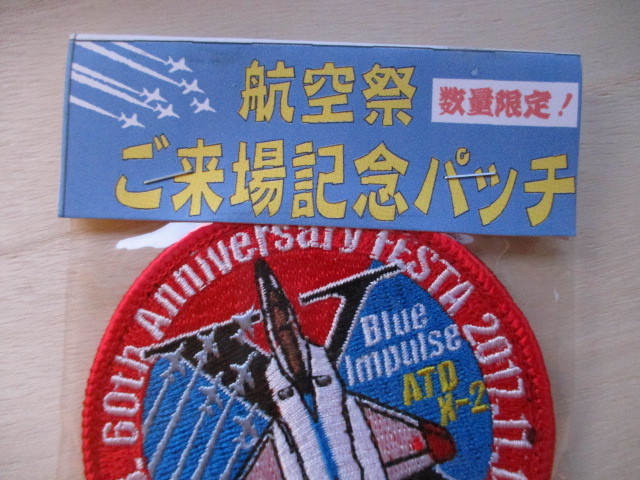 航空祭
数量限定!
ご来場記念パッチ
60th Anniversary FESTA 2017.11.
Blue
Impulse
ATD
X-2